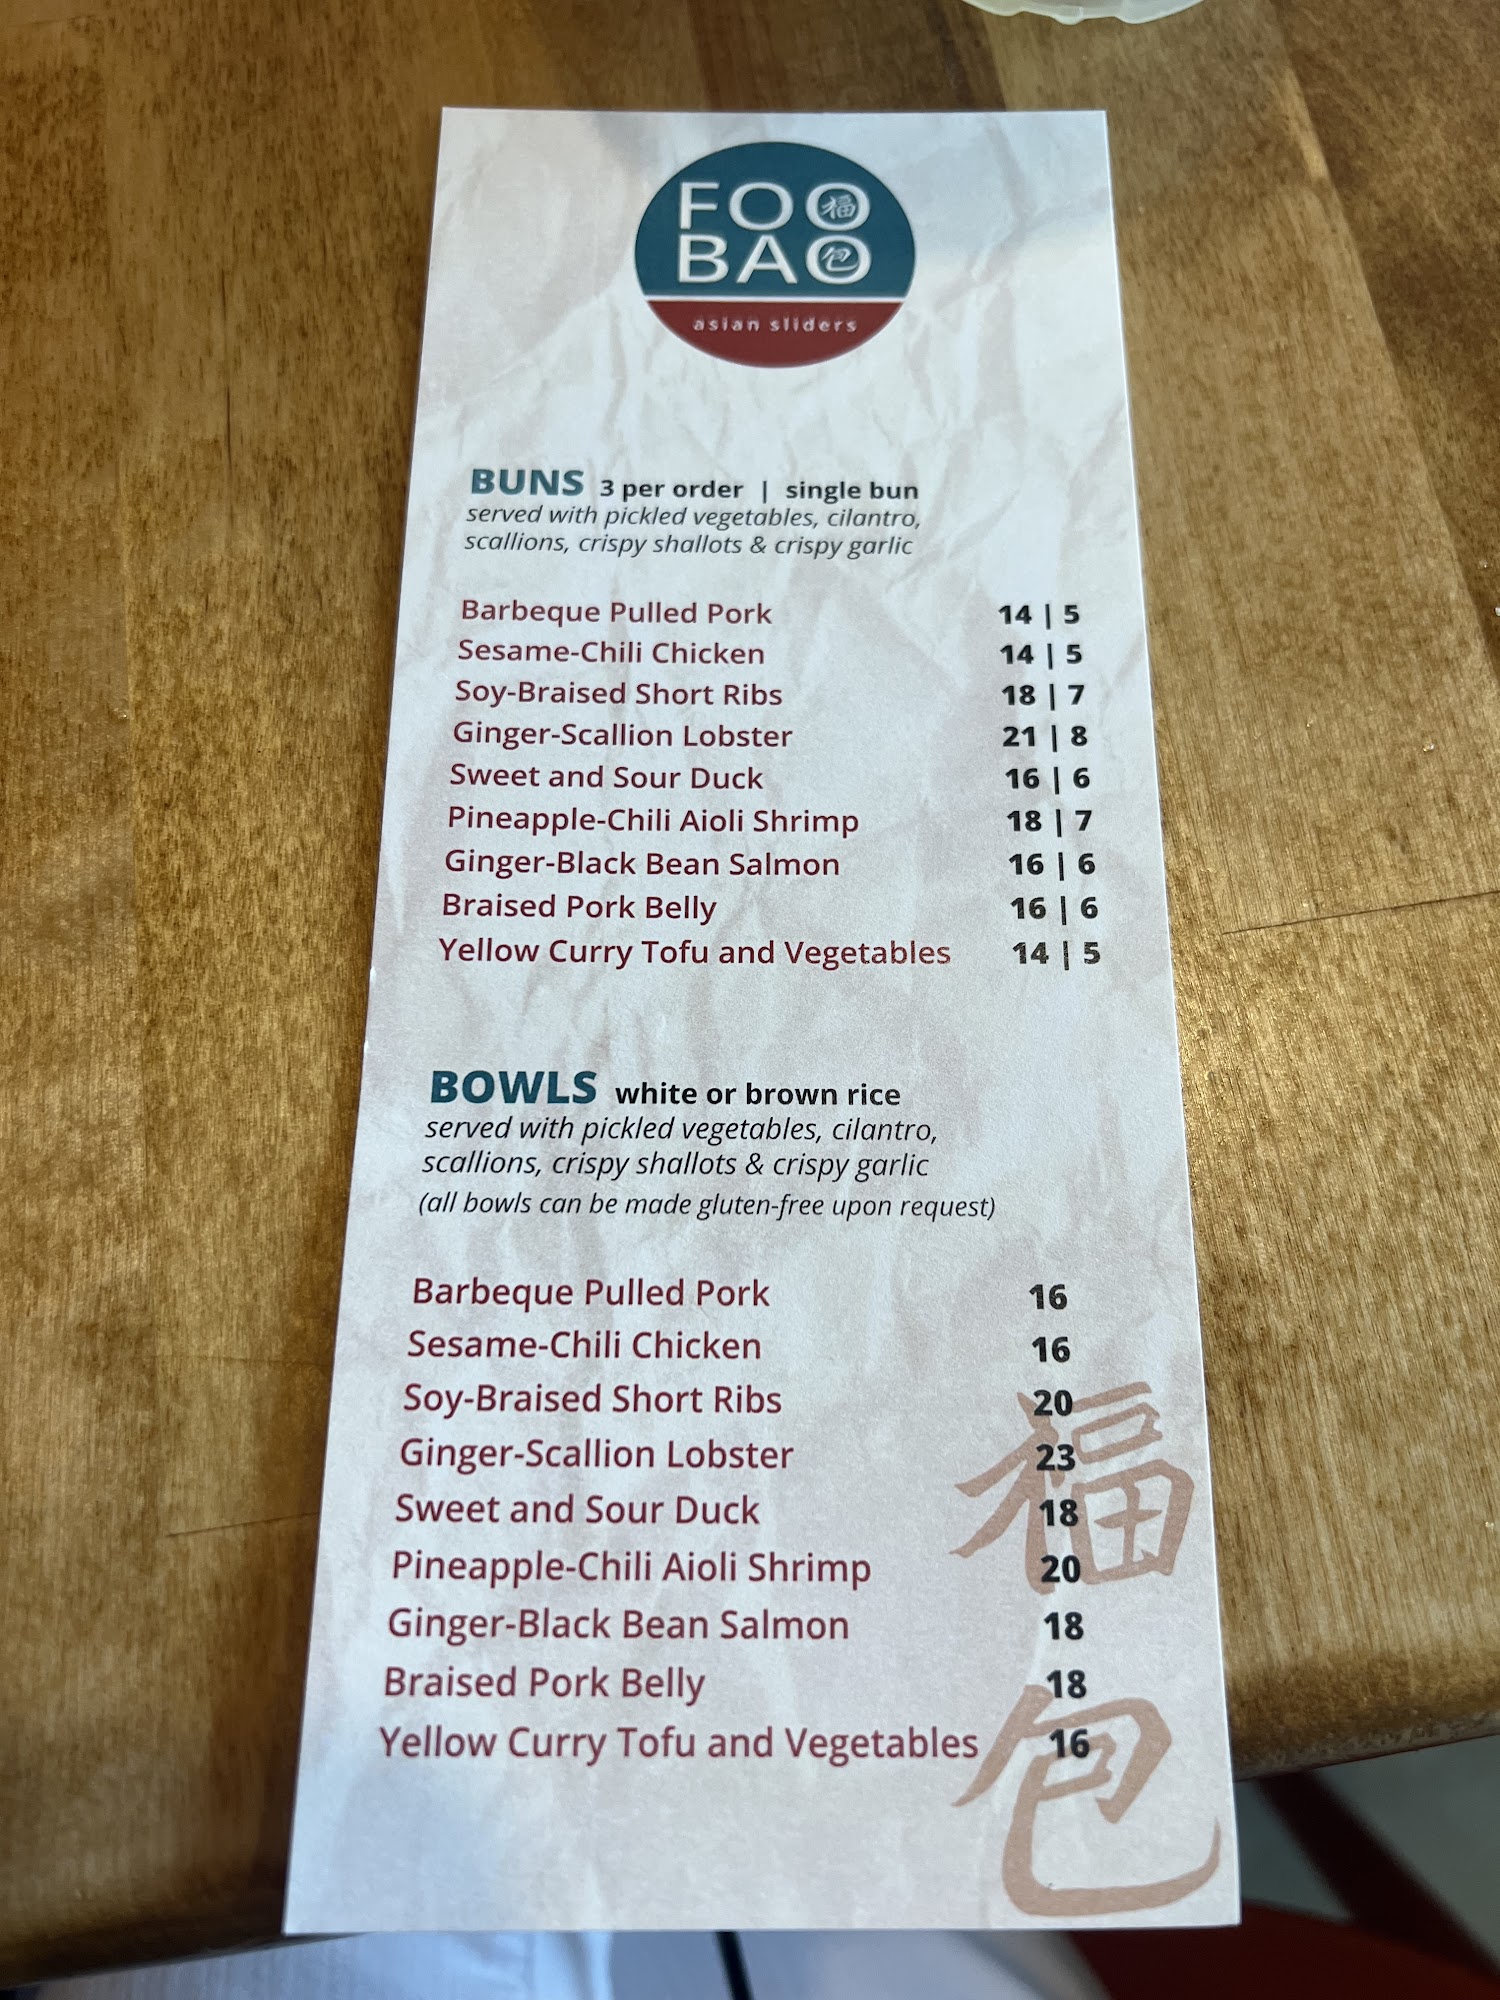 FOO福
BAO包
asian sliders
BUNS 3 per order | single bun
served with pickled vegetables, cilantro,
scallions, crispy shallots & crispy garlic
Barbeque Pulled Pork 14 | 5
Sesame-Chili Chicken 14 | 5
Soy-Braised Short Ribs 18 | 7
Ginger-Scallion Lobster 21 | 8
Sweet and Sour Duck 16 | 6
Pineapple-Chili Aioli Shrimp 18 | 7
Ginger-Black Bean Salmon 16 | 6
Braised Pork Belly 16 | 6
Yellow Curry Tofu and Vegetables 14 | 5
BOWLS white or brown rice
served with pickled vegetables, cilantro,
scallions, crispy shallots & crispy garlic
(all bowls can be made gluten-free upon request)
Barbeque Pulled Pork 16
Sesame-Chili Chicken 16
Soy-Braised Short Ribs 20
Ginger-Scallion Lobster 23
Sweet and Sour Duck 18
Pineapple-Chili Aioli Shrimp 20
Ginger-Black Bean Salmon 18
Braised Pork Belly 18
Yellow Curry Tofu and Vegetables 16
福
包